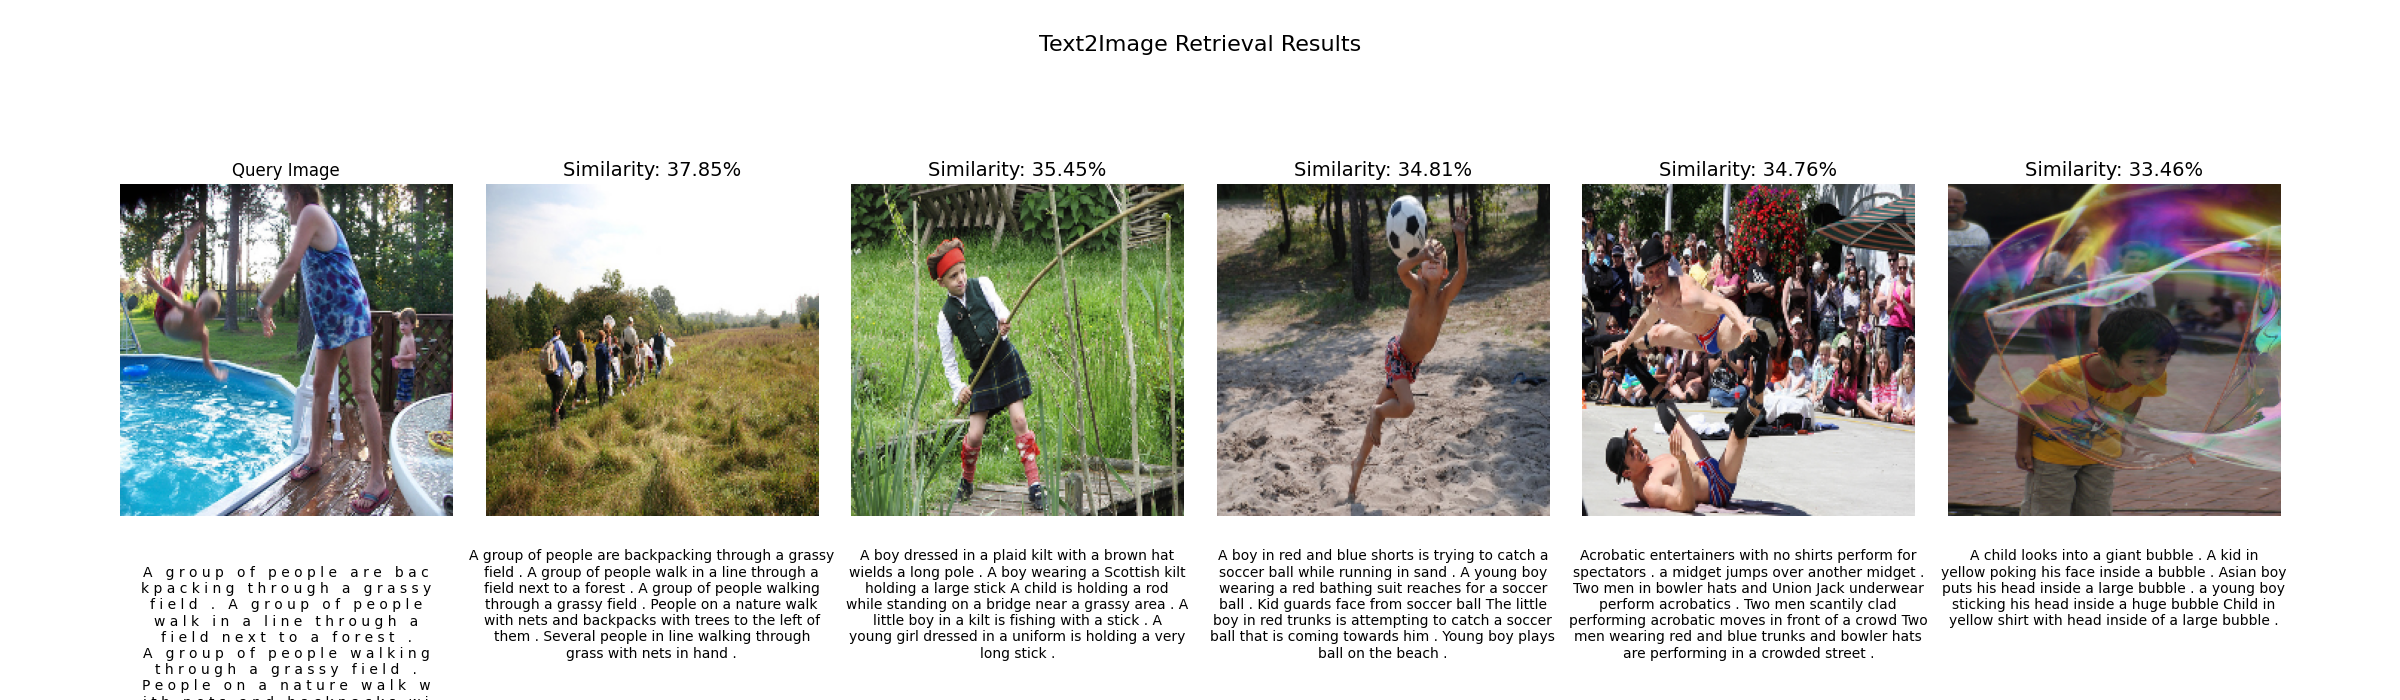 Text2Image Retrieval Results
Query Image
A group of people are bac
kpacking through a grassy
field . A group of people
walk in a line through a
field next to a forest .
A group of people walking
through a grassy field .
People on a nature walk w
ith nets and backpacks wi
Similarity: 37.85%
A group of people are backpacking through a grassy
field . A group of people walk in a line through a
field next to a forest . A group of people walking
through a grassy field . People on a nature walk
with nets and backpacks with trees to the left of
them . Several people in line walking through
grass with nets in hand .
Similarity: 35.45%
A boy dressed in a plaid kilt with a brown hat
wields a long pole . A boy wearing a Scottish kilt
holding a large stick A child is holding a rod
while standing on a bridge near a grassy area . A
little boy in a kilt is fishing with a stick . A
young girl dressed in a uniform is holding a very
long stick .
Similarity: 34.81%
A boy in red and blue shorts is trying to catch a
soccer ball while running in sand . A young boy
wearing a red bathing suit reaches for a soccer
ball . Kid guards face from soccer ball The little
boy in red trunks is attempting to catch a soccer
ball that is coming towards him . Young boy plays
ball on the beach .
Similarity: 34.76%
Acrobatic entertainers with no shirts perform for
spectators . a midget jumps over another midget .
Two men in bowler hats and Union Jack underwear
perform acrobatics . Two men scantily clad
performing acrobatic moves in front of a crowd Two
men wearing red and blue trunks and bowler hats
are performing in a crowded street .
Similarity: 33.46%
A child looks into a giant bubble . A kid in
yellow poking his face inside a bubble . Asian boy
puts his head inside a large bubble . a young boy
sticking his head inside a huge bubble Child in
yellow shirt with head inside of a large bubble .